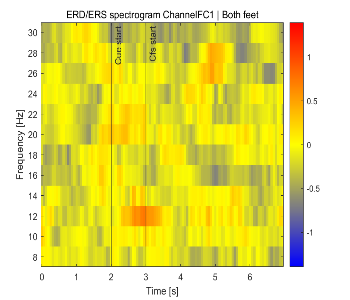 ERD/ERS spectrogram ChannelFC1 | Both feet
Cue start
Cfs start
Frequency [Hz]
30
28
26
24
22
20
18
16
14
12
10
8
0 1 2 3 4 5 6
Time [s]
1
0.5
0
-0.5
-1